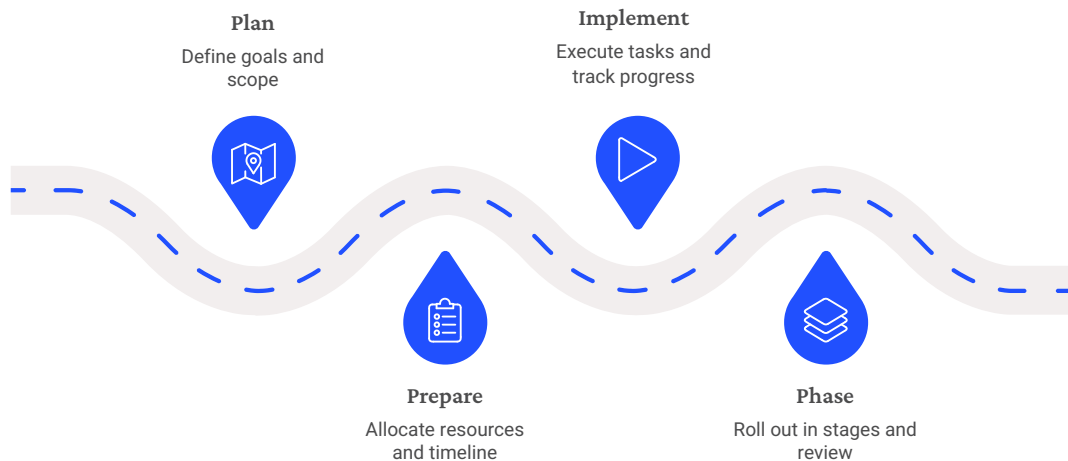 Plan
Define goals and
scope
Prepare
Allocate resources
and timeline
Implement
Execute tasks and
track progress
Phase
Roll out in stages and
review